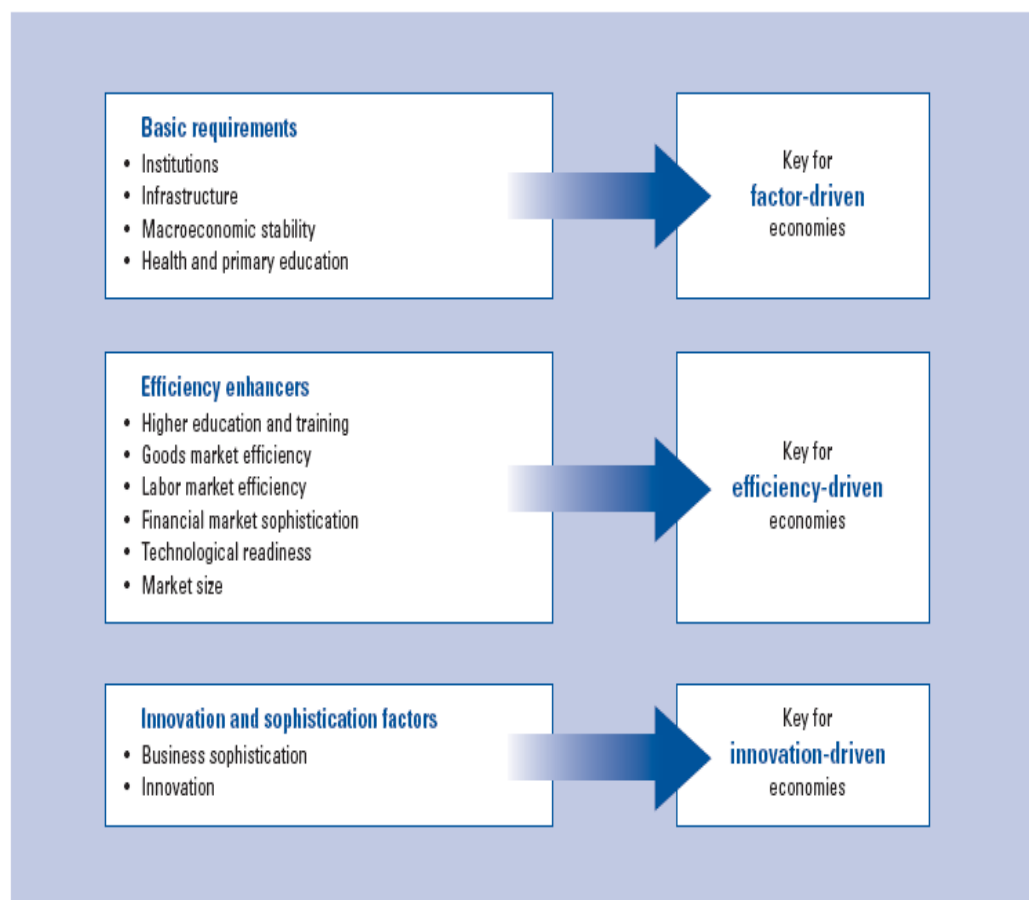 Basic requirements
• Institutions
• Infrastructure
• Macroeconomic stability
• Health and primary education
Key for
factor-driven
economies
Efficiency enhancers
• Higher education and training
• Goods market efficiency
• Labor market efficiency
• Financial market sophistication
• Technological readiness
• Market size
Key for
efficiency-driven
economies
Innovation and sophistication factors
• Business sophistication
• Innovation
Key for
innovation-driven
economies